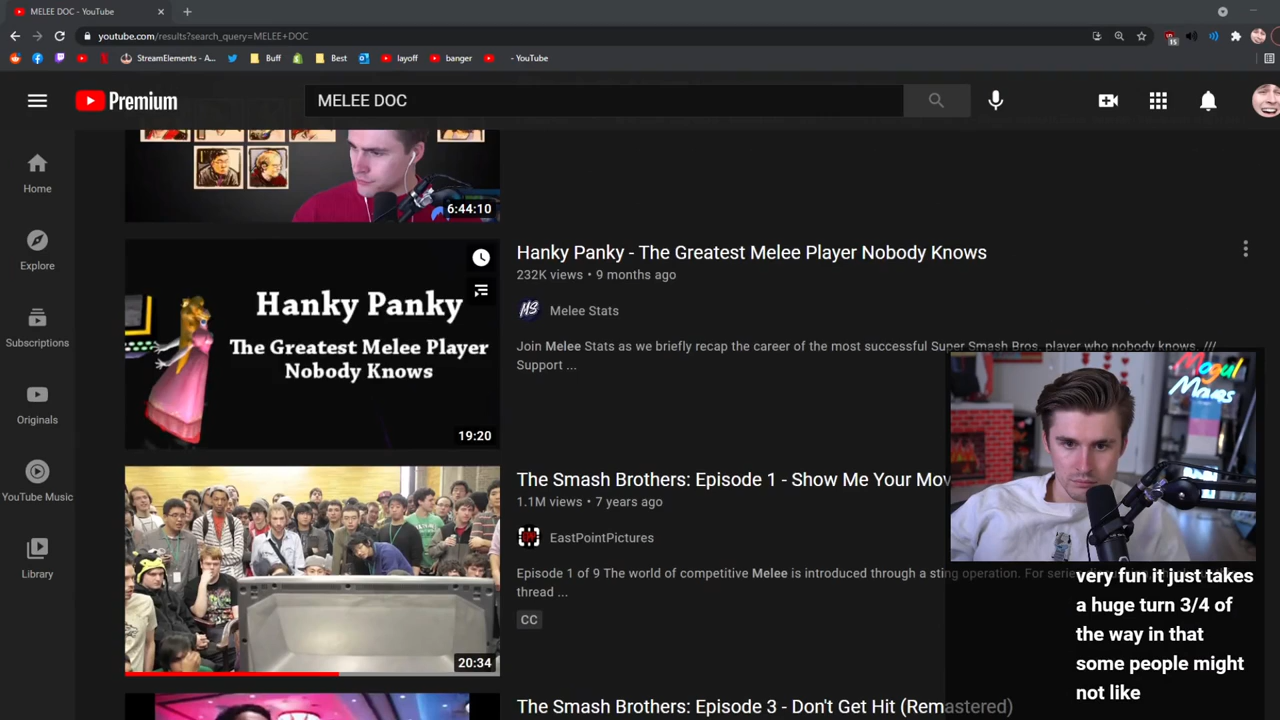 MELEE DOC - YouTube
youtube.com/results?search_query=MELEE+DOC
15
StreamElements - A...
Buff
Best
layoff
banger
- YouTube
Premium
MELEE DOC
Home
Explore
Subscriptions
Originals
YouTube Music
Library
6:44:10
Hanky Panky
The Greatest Melee Player
Nobody Knows
19:20
Hanky Panky - The Greatest Melee Player Nobody Knows
232K views • 9 months ago
MS
Melee Stats
Join Melee Stats as we briefly recap the career of the most successful Super Smash Bros. player who nobody knows. ///
Support ...
20:34
The Smash Brothers: Episode 1 - Show Me Your Mov
1.1M views • 7 years ago
EastPointPictures
Episode 1 of 9 The world of competitive Melee is introduced through a sting operation. For
thread ...
CC
The Smash Brothers: Episode 3 - Don't Get Hit (Remastered)
Mogul
Moves
very fun it just takes
a huge turn 3/4 of
the way in that
some people might
not like